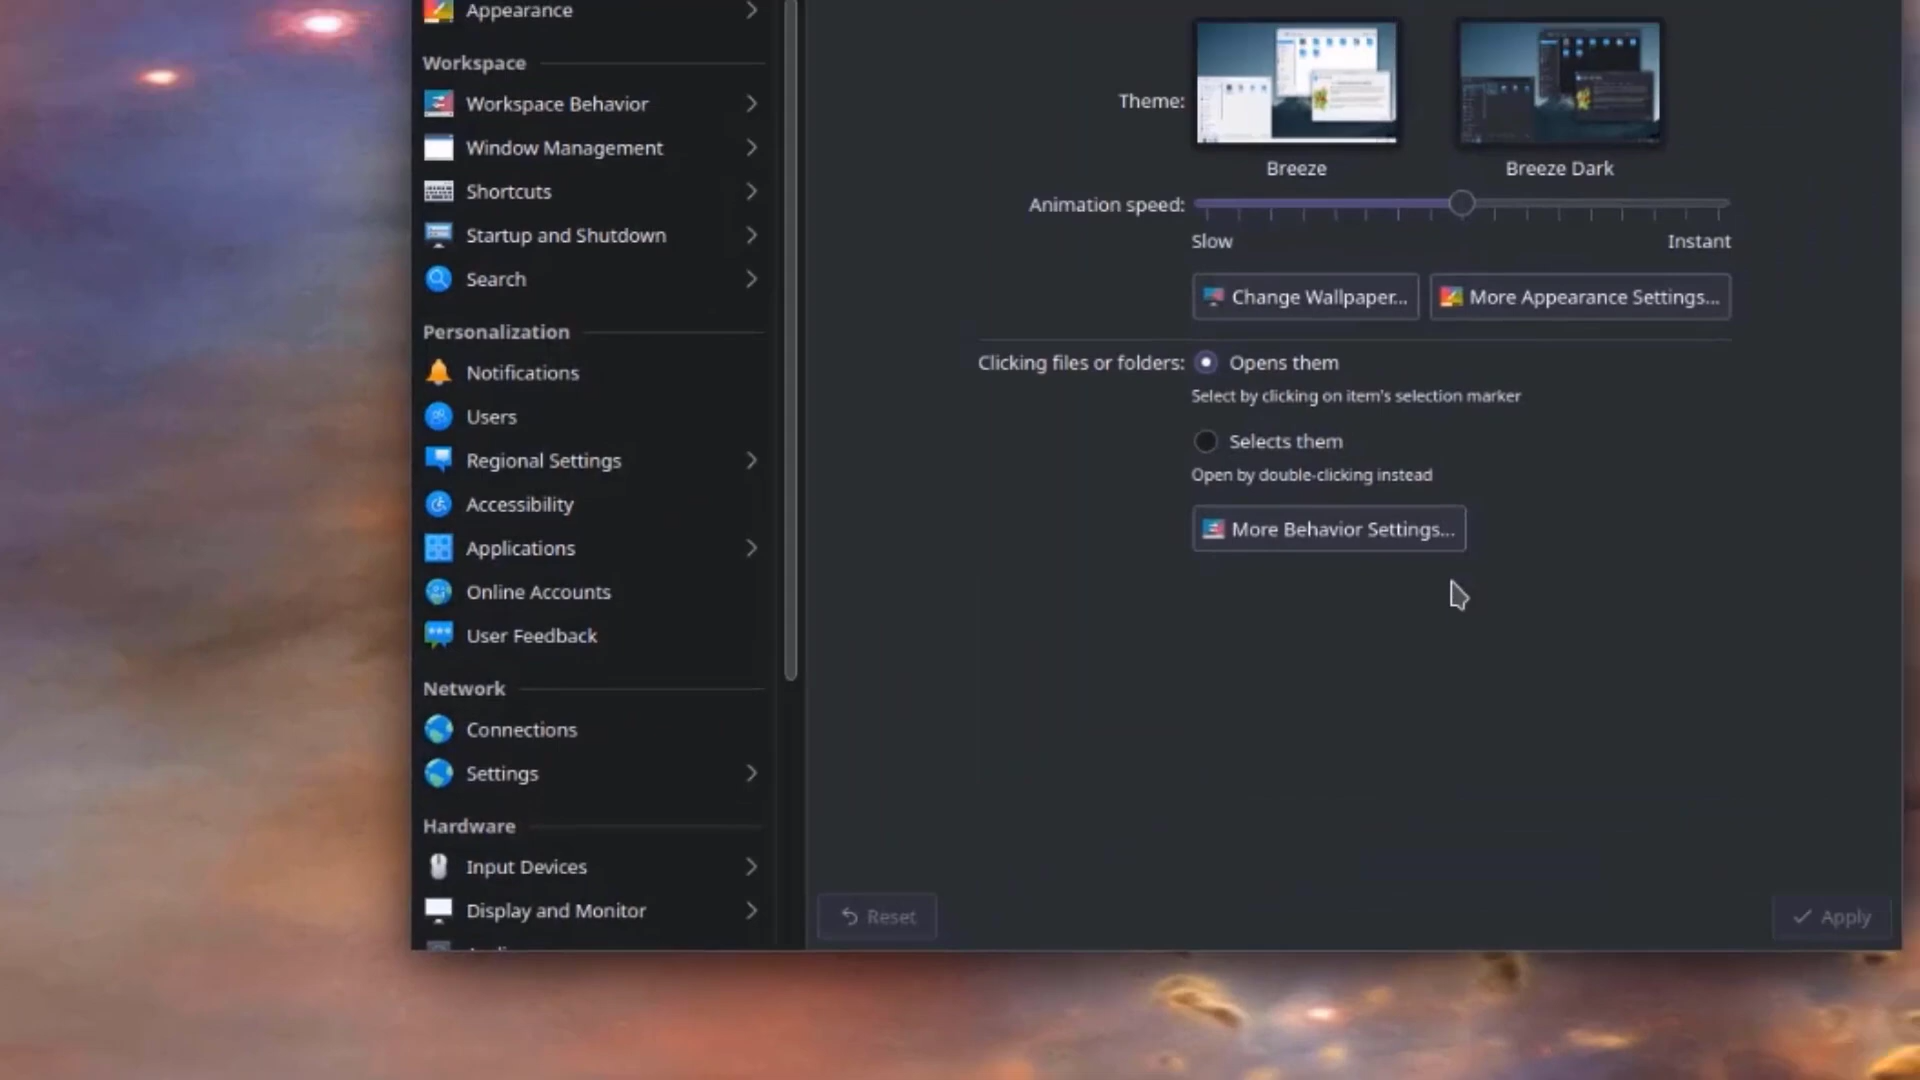 Appearance
Workspace
Workspace Behavior
Window Management
Shortcuts
Startup and Shutdown
Search
Personalization
Notifications
Users
Regional Settings
Accessibility
Applications
Online Accounts
User Feedback
Network
Connections
Settings
Hardware
Input Devices
Display and Monitor
Theme:
Breeze
Breeze Dark
Animation speed:
Slow
Instant
Change Wallpaper...
More Appearance Settings...
Clicking files or folders:
Opens them
Select by clicking on item's selection marker
Selects them
Open by double-clicking instead
More Behavior Settings...
Reset
Apply